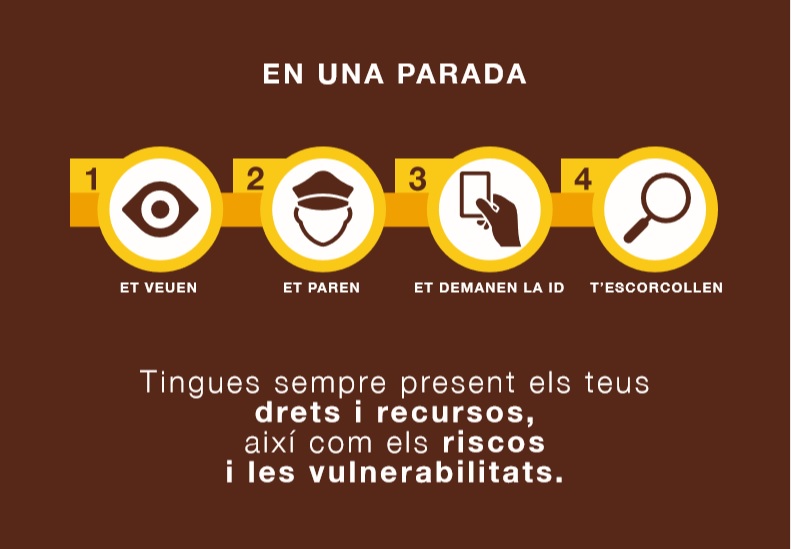 EN UNA PARADA
1
2
3
4
ET VEUEN
ET PAREN
ET DEMANEN LA ID
T'ESCORCOLLEN
Tingues sempre present els teus
drets i recursos,
així com els riscos
i les vulnerabilitats.